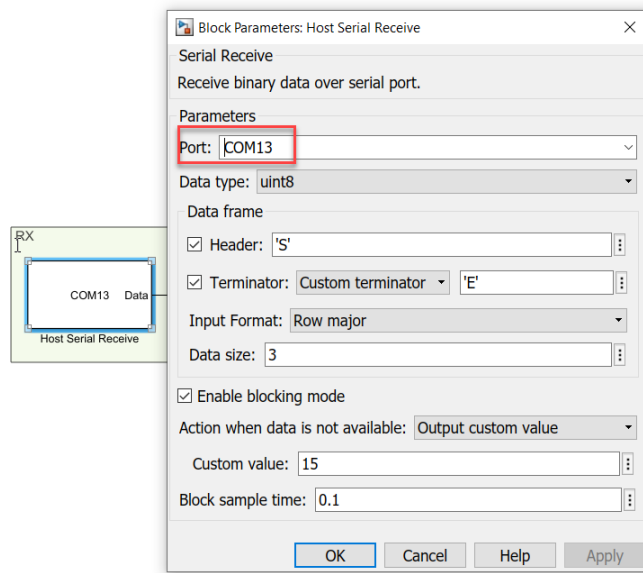 Block Parameters: Host Serial Receive
Serial Receive
Receive binary data over serial port.
Parameters
Port: COM13
Data type: uint8
Data frame
Header: 'S'
Terminator: Custom terminator 'E'
Input Format: Row major
Data size: 3
Enable blocking mode
Action when data is not available: Output custom value
Custom value: 15
Block sample time: 0.1
OK Cancel Help Apply
RX
COM13 Data
Host Serial Receive